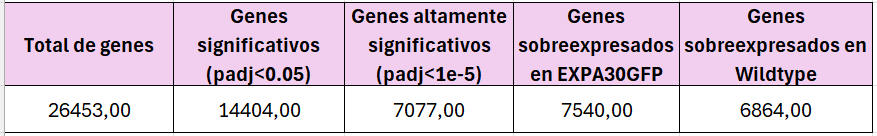 Total de genes
Genes
significativos
(padj<0.05)
Genes altamente
significativos
(padj<1e-5)
Genes
sobreexpresados
en EXPA30GFP
Genes
sobreexpresados en
Wildtype
26453,00
14404,00
7077,00
7540,00
6864,00